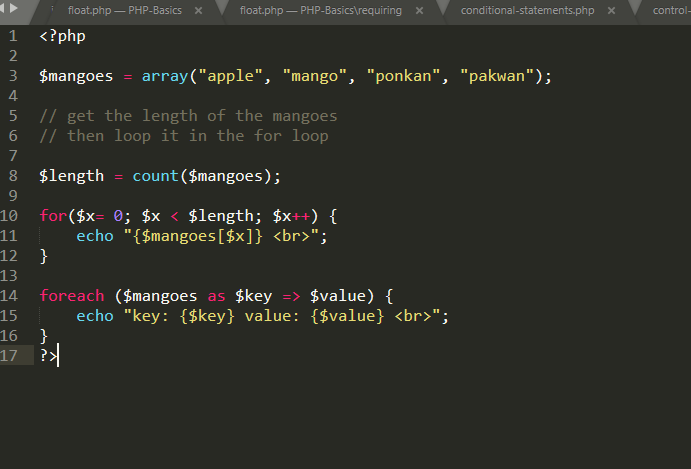 float.php — PHP-Basics × float.php — PHP-Basics\requiring × conditional-statements.php × control-
1 <?php
2
3 $mangoes = array("apple", "mango", "ponkan", "pakwan");
4
5 // get the length of the mangoes
6 // then loop it in the for loop
7
8 $length = count($mangoes);
9
10 for($x= 0; $x < $length; $x++) {
11     echo "{$mangoes[$x]} <br>";
12 }
13
14 foreach ($mangoes as $key => $value) {
15     echo "key: {$key} value: {$value} <br>";
16 }
17 ?>